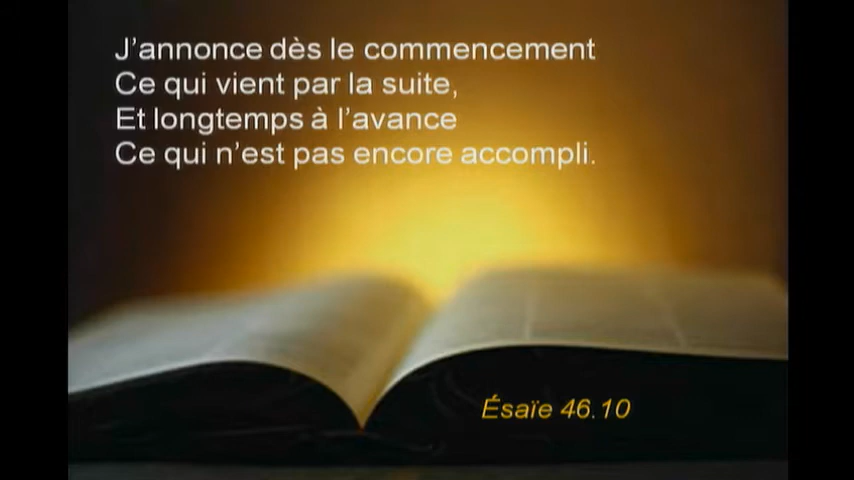 J’annonce dès le commencement
Ce qui vient par la suite,
Et longtemps à l’avance
Ce qui n’est pas encore accompli.
Ésaïe 46.10